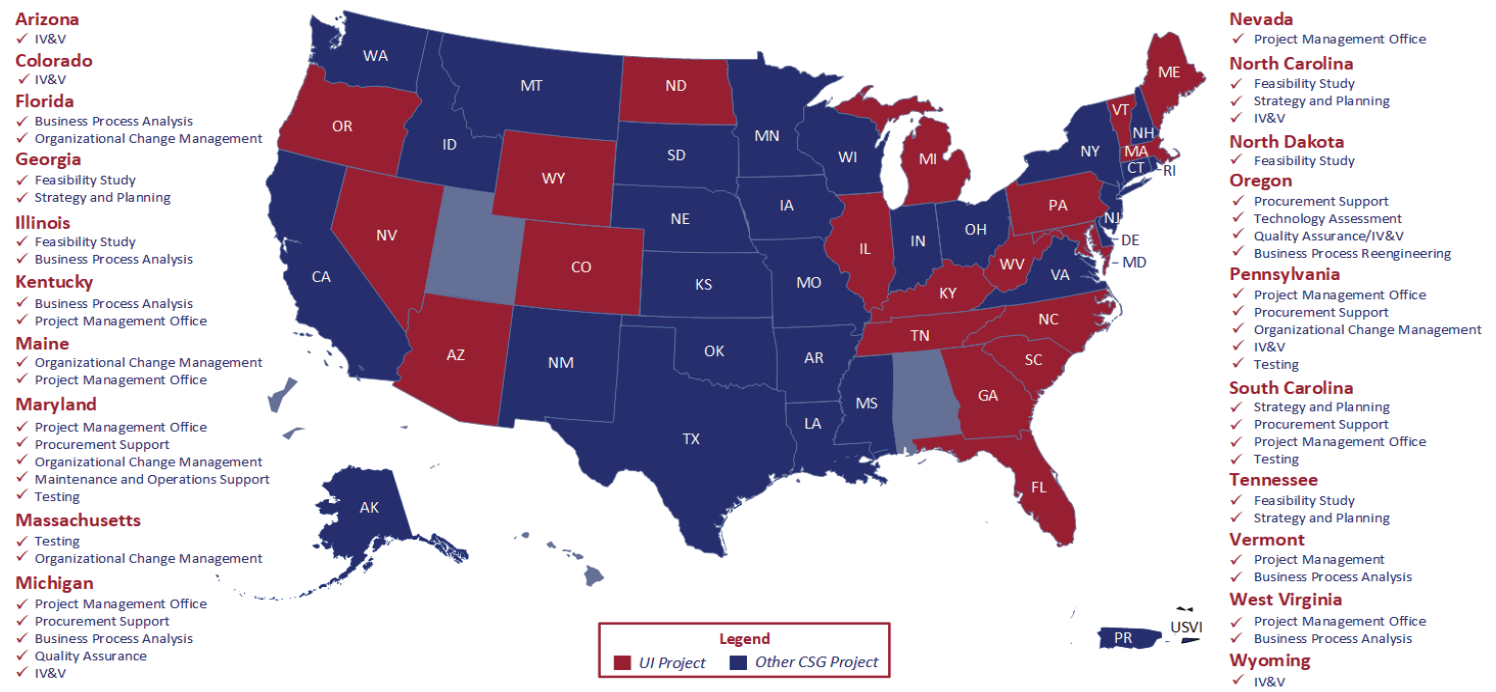 Arizona
✓ IV&V
Colorado
✓ IV&V
Florida
✓ Business Process Analysis
✓ Organizational Change Management
Georgia
✓ Feasibility Study
✓ Strategy and Planning
Illinois
✓ Feasibility Study
✓ Business Process Analysis
Kentucky
✓ Business Process Analysis
✓ Project Management Office
Maine
✓ Organizational Change Management
✓ Project Management Office
Maryland
✓ Project Management Office
✓ Procurement Support
✓ Organizational Change Management
✓ Maintenance and Operations Support
✓ Testing
Massachusetts
✓ Testing
✓ Organizational Change Management
Michigan
✓ Project Management Office
✓ Procurement Support
✓ Business Process Analysis
✓ Quality Assurance
✓ IV&V
WA
MT
ND
OR
ID
MN
SD
WY
WI
MI
ME
VT
NH
NY
MA
CT
RI
NE
IA
PA
NJ
NV
CO
IL
IN
OH
DE
MD
WV
VA
CA
KS
MO
KY
NC
TN
AZ
NM
OK
AR
SC
GA
MS
LA
TX
FL
AK
PR
USVI
Legend
UI Project
Other CSG Project
Nevada
✓ Project Management Office
North Carolina
✓ Feasibility Study
✓ Strategy and Planning
✓ IV&V
North Dakota
✓ Feasibility Study
Oregon
✓ Procurement Support
✓ Technology Assessment
✓ Quality Assurance/IV&V
✓ Business Process Reengineering
Pennsylvania
✓ Project Management Office
✓ Procurement Support
✓ Organizational Change Management
✓ IV&V
✓ Testing
South Carolina
✓ Strategy and Planning
✓ Procurement Support
✓ Project Management Office
✓ Testing
Tennessee
✓ Feasibility Study
✓ Strategy and Planning
Vermont
✓ Project Management
✓ Business Process Analysis
West Virginia
✓ Project Management Office
✓ Business Process Analysis
Wyoming
✓ IV&V